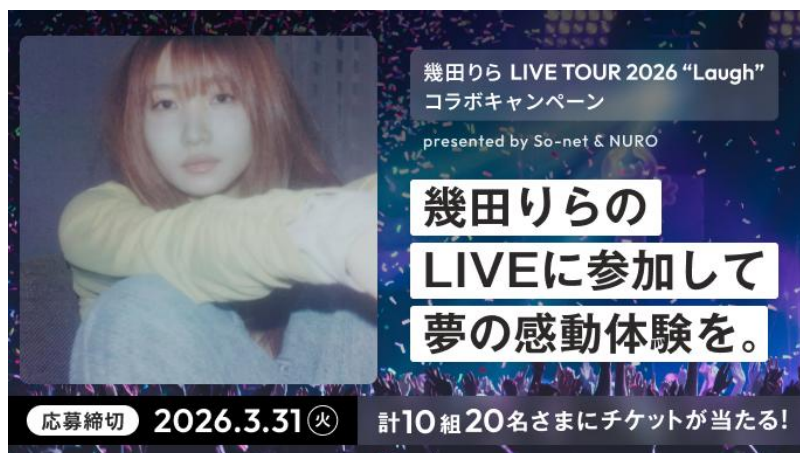 幾田りら LIVE TOUR 2026 “Laugh”
コラボキャンペーン
presented by So-net & NURO
幾田りらの
LIVEに参加して
夢の感動体験を。
応募締切 2026.3.31 火
計10組20名さまにチケットが当たる!